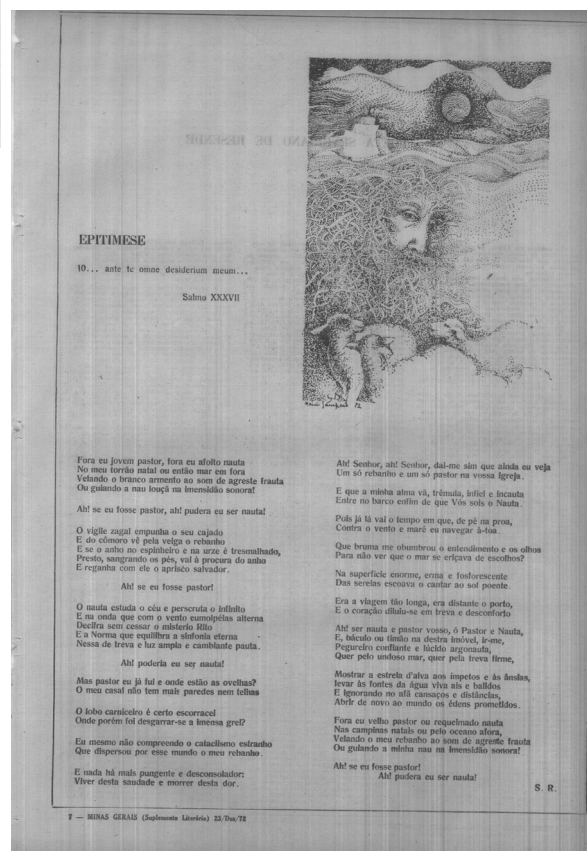 EPITIMESE
10... ante te omne desiderium meum...
Salmo XXXVII
Fora eu jovem pastor, fora eu afoito nauta
No meu torrão natal ou então mar em fora
Velando o branco armento ao som de agreste frauta
Ou guiando a nau louçã na imensidão sonora!
Ah! se eu fosse pastor, ah! pudera eu ser nauta!
O vigile zagal empunha o seu cajado
E do cômoro vê pela veiga o rebanho
E se o anho no espinheiro e na urze é tresmalhado,
Presto, sangrando os pés, vai à procura do anho
E reganha com ele o aprisco salvador.
Ah! se eu fosse pastor!
O nauta estuda o céu e perscruta o infinito
E na onda que com o vento eumolpéias alterna
Decifra sem cessar o misterio Rito
E a Norma que equilibra a sinfonia eterna
Nessa de treva e luz ampla e cambiante pauta.
Ah! poderia eu ser nauta!
Mas pastor eu já fui e onde estão as ovelhas?
O meu casal não tem mais paredes nem telhas
O lobo carniceiro é certo escorracei
Onde porém foi desgarrar-se a imensa grei?
Eu mesmo não compreendo o cataclismo estranho
Que dispersou por esse mundo o meu rebanho.
E nada há mais pungente e desconsolador:
Viver desta saudade e morrer desta dor.
Ah! Senhor, ah! Senhor, dai-me sim que ainda eu veja
Um só rebanho e um só pastor na vossa Igreja.
E que a minha alma vá, trêmula, infiel e incauta
Entre no barco enfim de que Vós sois o Nauta.
Pois já lá vai o tempo em que, de pé na proa,
Contra o vento e maré eu navegar à-toa.
Que bruma me obumbrou o entendimento e os olhos
Para não ver que o mar se eriçava de escolhos?
Na superfície enorme, erma e fosforescente
Das sereias escoava o cantar ao sol poente.
Era a viagem tão longa, era distante o porto,
E o coração diluiu-se em treva e desconforto
Ah! ser nauta e pastor vosso, ó Pastor e Nauta,
E, báculo ou timão na destra imóvel, ir-me,
Pegureiro confiante e lúcido argonauta,
Quer pelo undoso mar, quer pela treva firme,
Mostrar a estrela d'alva aos ímpetos e às ânsias,
levar às fontes da água viva ais e balidos
E ignorando no afã cansaços e distâncias,
Abrir de novo ao mundo os édens prometidos.
Fora eu velho pastor ou requeimado nauta
Nas campinas natais ou pelo oceano afora,
Velando o meu rebanho ao som de agreste frauta
Ou guiando a minha nau na imensidão sonora!
Ah! se eu fosse pastor!
Ah! pudera eu ser nauta!
S. R.
7 — MINAS GERAIS (Suplemento Literário) 23/Dez/72